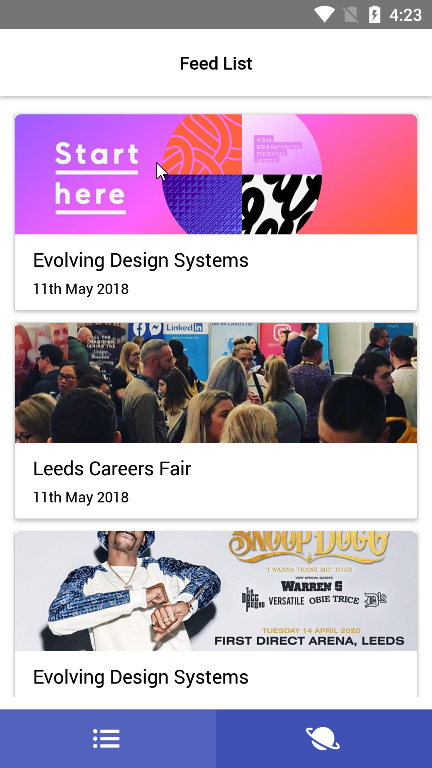 4:23
Feed List
Start
here
SAN
FRANCISCO
DESIGN
WEEK
Evolving Design Systems
11th May 2018
LinkedIn
Leeds Careers Fair
11th May 2018
SNOOP DOGG
"I WANNA THANK ME" TOUR
VERY SPECIAL GUESTS
WARREN G
THA DOGG POUND VERSATILE OBIE TRICE D12
TUESDAY 14 APRIL 2020
FIRST DIRECT ARENA, LEEDS
Evolving Design Systems